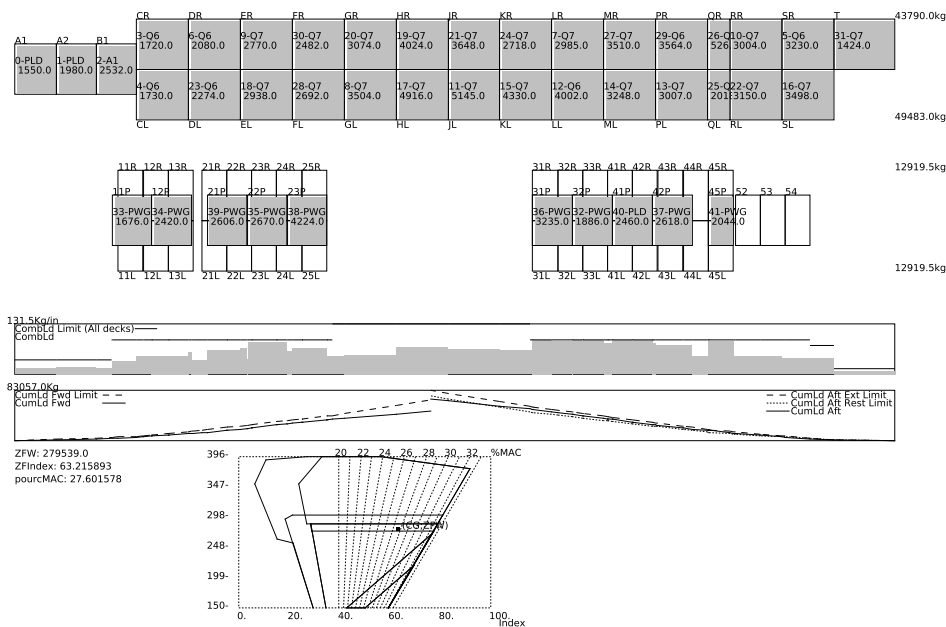 CR DR ER FR GR HR JR KR LR MR PR QR RR SR T 43790.0kg
3-Q6 6-Q6 9-Q7 30-Q7 20-Q7 19-Q7 21-Q7 24-Q7 7-Q7 27-Q7 29-Q6 26-Q 10-Q7 5-Q6 31-Q7
1720.0 2080.0 2770.0 2482.0 3074.0 4024.0 3648.0 2718.0 2985.0 3510.0 3564.0 526 3004.0 3230.0 1424.0
A1 A2 B1
0-PLD 1-PLD 2-A1
1550.0 1980.0 2532.0
4-Q6 23-Q6 18-Q7 28-Q7 8-Q7 17-Q7 11-Q7 15-Q7 12-Q6 14-Q7 13-Q7 25-Q 22-Q7 16-Q7
1730.0 2274.0 2938.0 2692.0 3504.0 4916.0 5145.0 4330.0 4002.0 3248.0 3007.0 201 3150.0 3498.0
49483.0kg
CL DL EL FL GL HL JL KL LL ML PL QL RL SL
11R 12R 13R 21R 22R 23R 24R 25R 31R 32R 33R 41R 42R 43R 44R 45R 12919.5kg
11P 12P 21P 22P 23P 31P 32P 41P 42P 45P 52 53 54
33-PWG 34-PWG 39-PWG 35-PWG 38-PWG 36-PWG 32-PWG 40-PLD 37-PWG 41-PWG
1676.0 2420.0 2606.0 2670.0 4224.0 3235.0 1886.0 2460.0 2618.0 2044.0
11L 12L 13L 21L 22L 23L 24L 25L 31L 32L 33L 41L 42L 43L 44L 45L 12919.5kg
131.5Kg/in
CombLd Limit (All decks)
CombLd
83057.0Kg
CumLd Fwd Limit
CumLd Fwd
CumLd Aft Ext Limit
CumLd Aft Rest Limit
CumLd Aft
ZFW: 279539.0
ZFIndex: 63.215893
pourcMAC: 27.601578
396- 20 22 24 26 28 30 32 %MAC
347-
298-
(CG,ZFW)
248-
199-
150-
0. 20. 40. 60. 80. 100.
Index